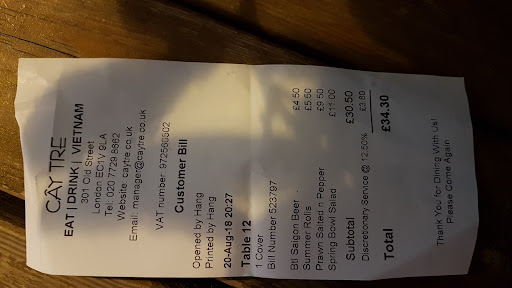 CAY TRE
EAT | DRINK | VIETNAM
301 Old Street
London EC1V 9LA
Tel: 020 7729 8662
Website: caytre.co.uk
Email: manager@caytre.co.uk
VAT number: 972560502
Customer Bill
Opened by Hang
Printed by Hang
20-Aug-18 20:27
Table 12
1 Cover
Bill Number 523797
Btl Saigon Beer £4.50
Summer Rolls £5.50
Prawn Salted n Pepper £9.50
Spring Bowl Salad £11.00
Subtotal £30.50
Discretionary Service @ 12.50% £3.80
Total £34.30
Thank You for Dining With Us!
Please Come Again